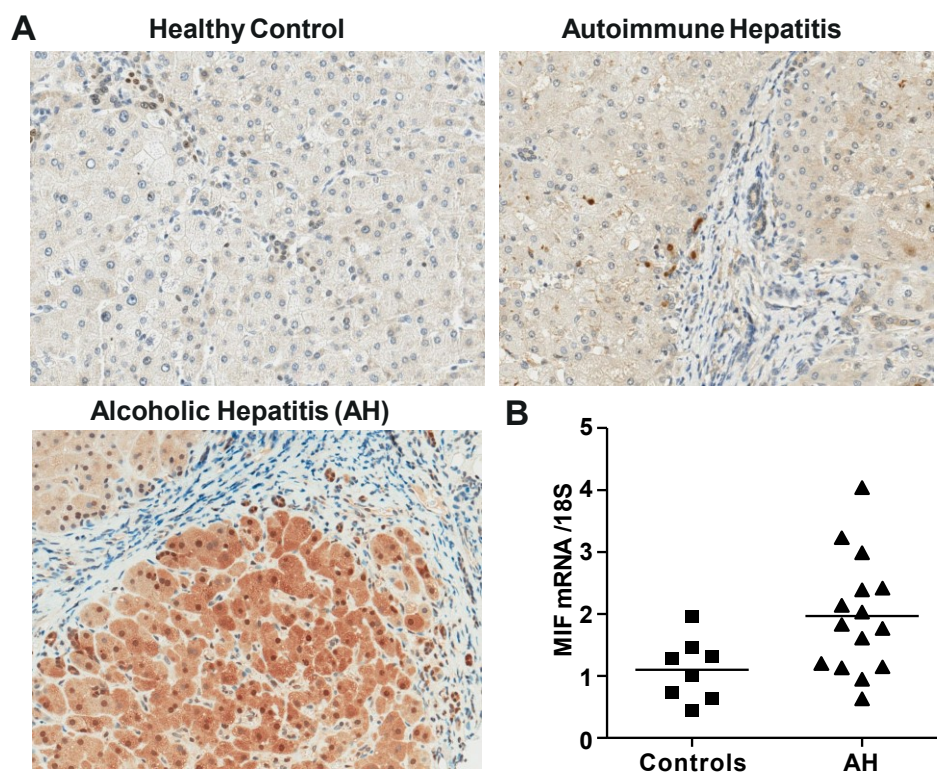 A
Healthy Control
Autoimmune Hepatitis
Alcoholic Hepatitis (AH)
B
MIF mRNA /18S
5
4
3
2
1
0
Controls
AH